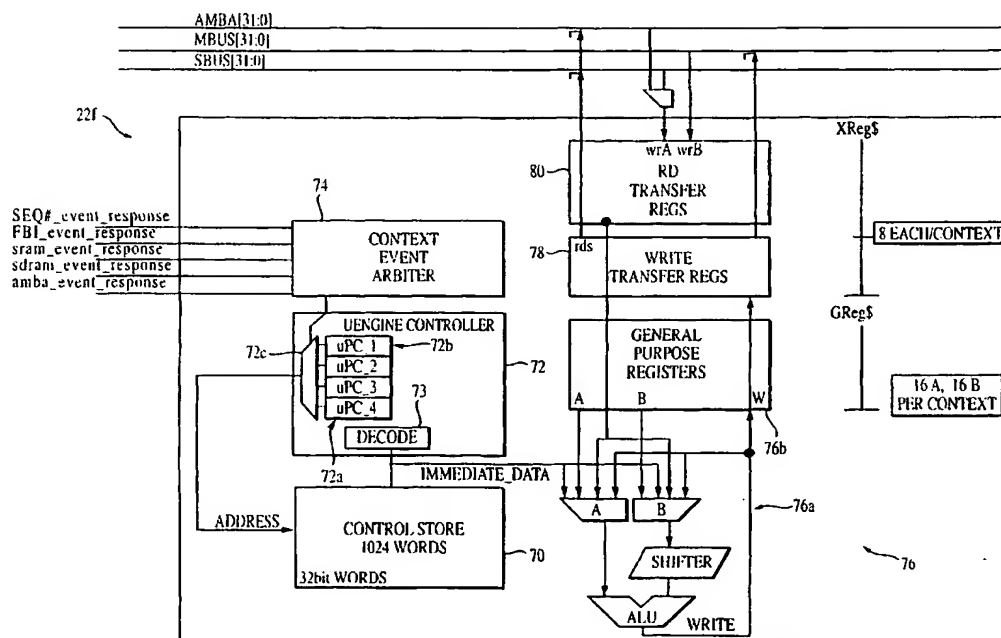 AMBA[31:0]
MBUS[31:0]
SBUS[31:0]
22f
XReg$
wrA wrB
80
RD
TRANSFER
REGS
74
SEQ#_event_response
FBI_event_response
sram_event_response
sdram_event_response
amba_event_response
CONTEXT
EVENT
ARBITER
8 EACH/CONTEXT
78
rds
WRITE
TRANSFER REGS
GReg$
UENGINE CONTROLLER
72c
uPC_1
72b
uPC_2
72
uPC_3
uPC_4
73
DECODE
72a
GENERAL
PURPOSE
REGISTERS
A
B
W
16 A, 16 B
PER CONTEXT
76b
IMMEDIATE_DATA
A
B
76a
ADDRESS
CONTROL STORE
1024 WORDS
70
32bit WORDS
SHIFTER
76
ALU
WRITE